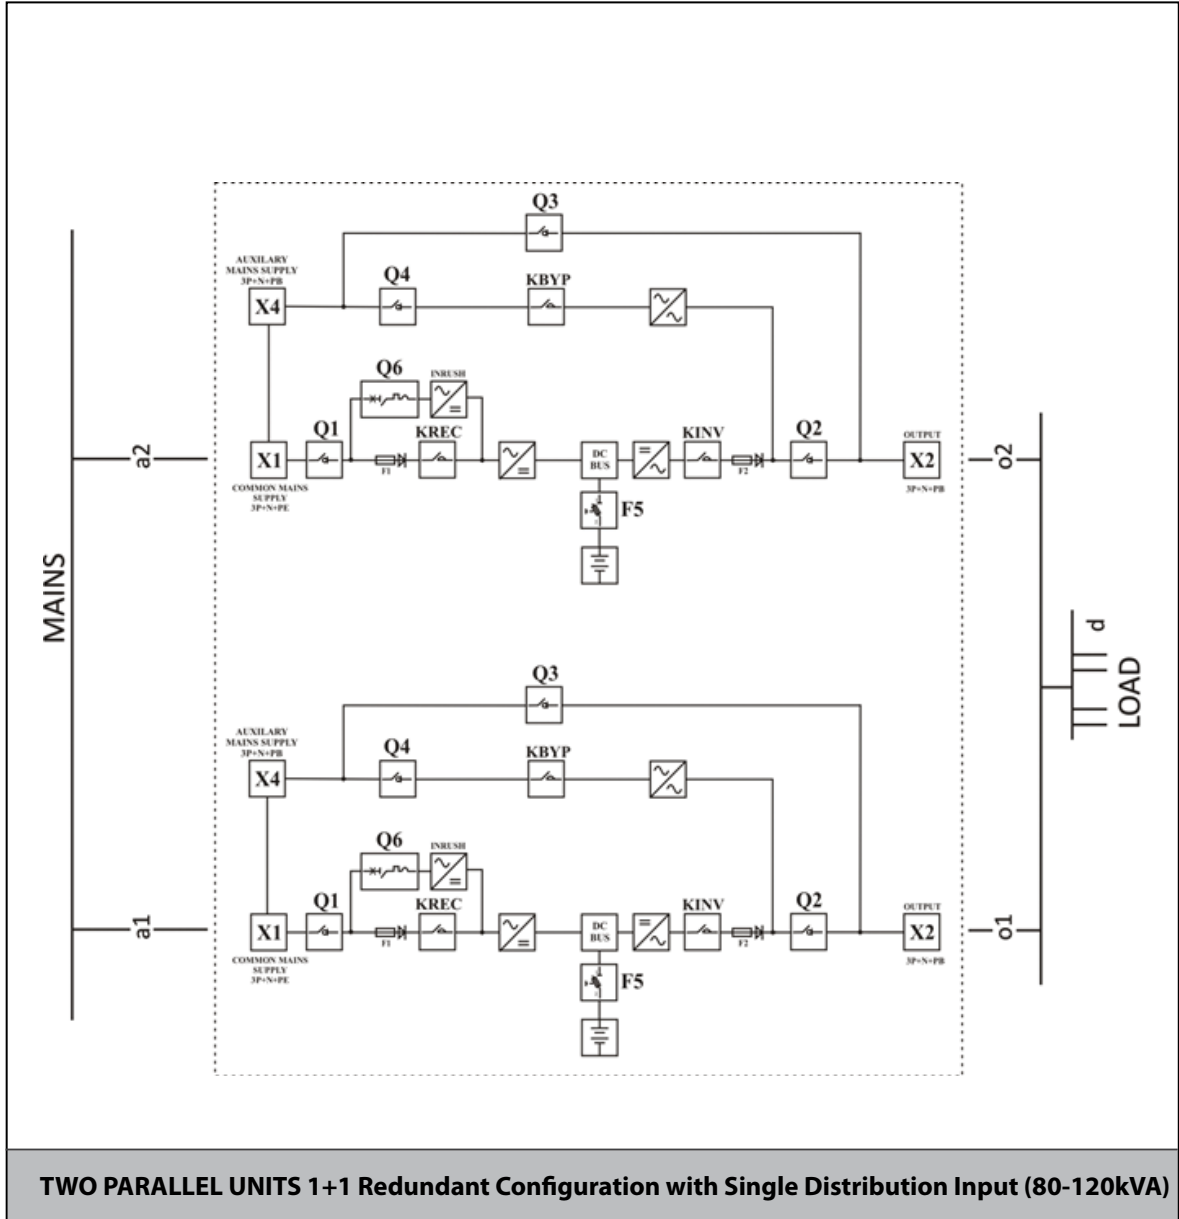 Q3
AUXILARY
MAINS SUPPLY
3P+N+PB
X4
Q4
KBYP
Q6
INRUSH
Q1
KREC
F1
X1
COMMON MAINS
SUPPLY
3P+N+PE
DC
BUS
KINV
F2
Q2
OUTPUT
X2
3P+N+PB
F5
a2
o2
MAINS
d
LOAD
Q3
AUXILARY
MAINS SUPPLY
3P+N+PB
X4
Q4
KBYP
Q6
INRUSH
Q1
KREC
F1
X1
COMMON MAINS
SUPPLY
3P+N+PE
DC
BUS
KINV
F2
Q2
OUTPUT
X2
3P+N+PB
F5
a1
o1
TWO PARALLEL UNITS 1+1 Redundant Configuration with Single Distribution Input (80-120kVA)